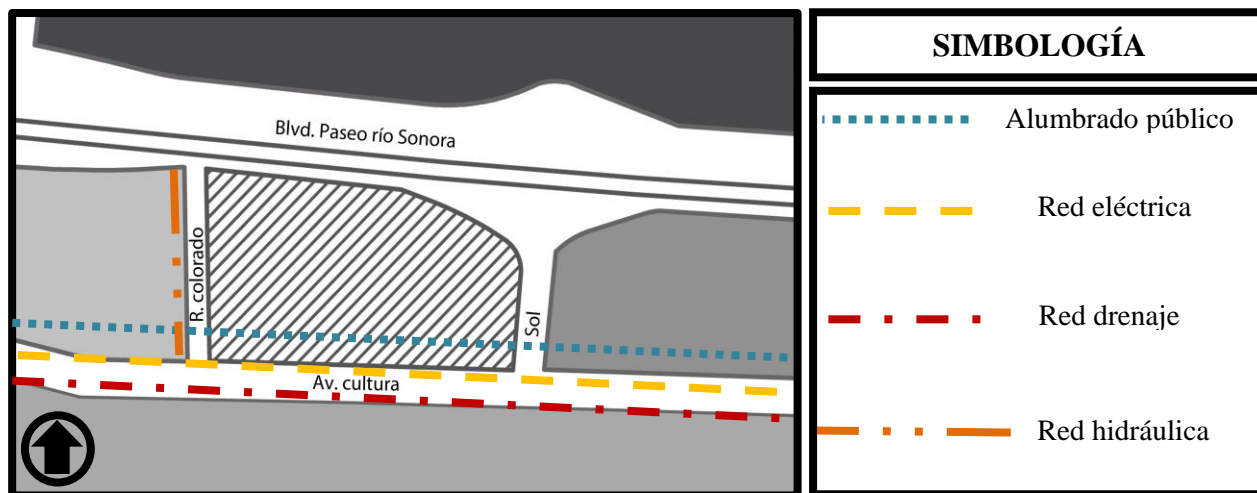 Blvd. Paseo río Sonora
R. colorado
Sol
Av. cultura
SIMBOLOGÍA
Alumbrado público
Red eléctrica
Red drenaje
Red hidráulica